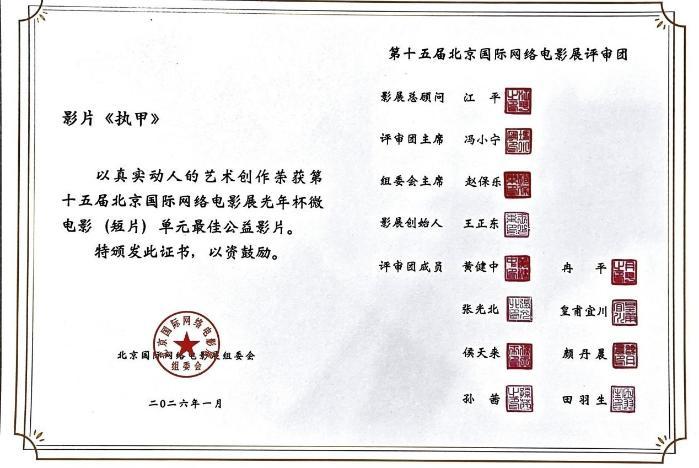 影片《执甲》
以真实动人的艺术创作荣获第
十五届北京国际网络电影展光年杯微
电影（短片）单元最佳公益影片。
特颁发此证书，以资鼓励。
北京国际网络电影展组委会
组委会
二〇二六年一月
第十五届北京国际网络电影展评审团
影展总顾问 江 平
评审团主席 冯小宁
组委会主席 赵保乐
影展创始人 王正东
评审团成员 黄健中 冉 平
张光北 皇甫宜川
侯天来 颜丹晨
孙 茜 田羽生